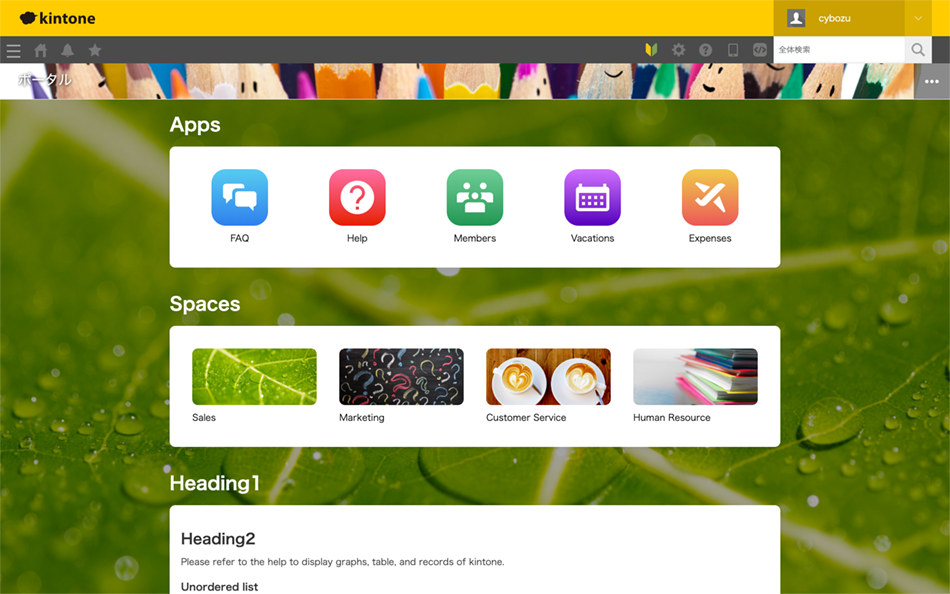 kintone
cybozu
全体検索
ポータル
Apps
FAQ
Help
Members
Vacations
Expenses
Spaces
Sales
Marketing
Customer Service
Human Resource
Heading1
Heading2
Please refer to the help to display graphs, table, and records of kintone.
Unordered list